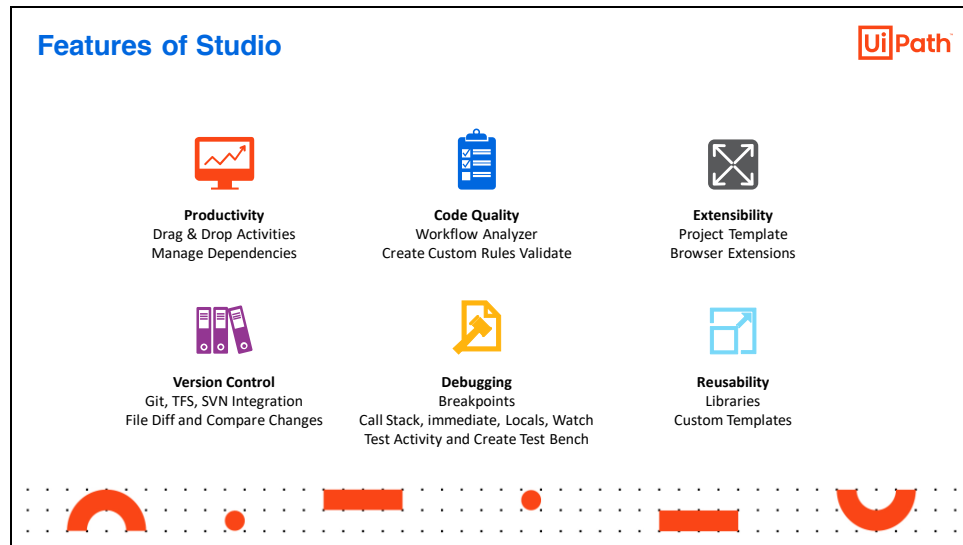 Features of Studio
UiPath
Productivity
Drag & Drop Activities
Manage Dependencies
Code Quality
Workflow Analyzer
Create Custom Rules Validate
Extensibility
Project Template
Browser Extensions
Version Control
Git, TFS, SVN Integration
File Diff and Compare Changes
Debugging
Breakpoints
Call Stack, immediate, Locals, Watch
Test Activity and Create Test Bench
Reusability
Libraries
Custom Templates